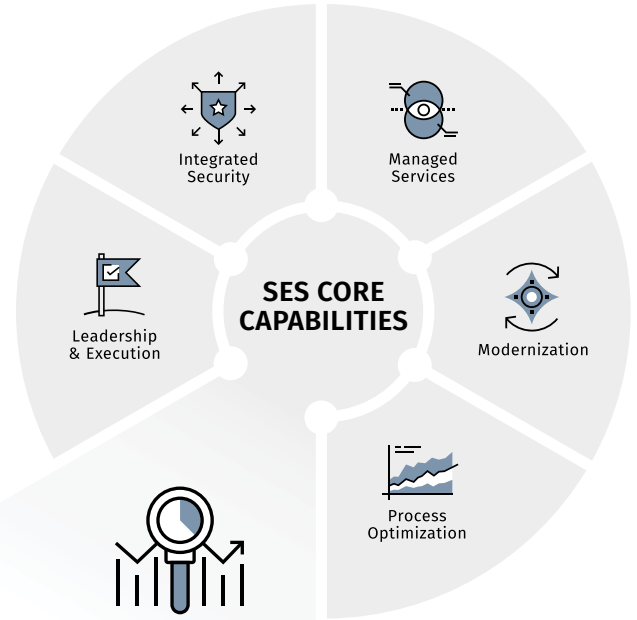 Integrated
Security
Managed
Services
Leadership
& Execution
SES CORE
CAPABILITIES
Modernization
Process
Optimization